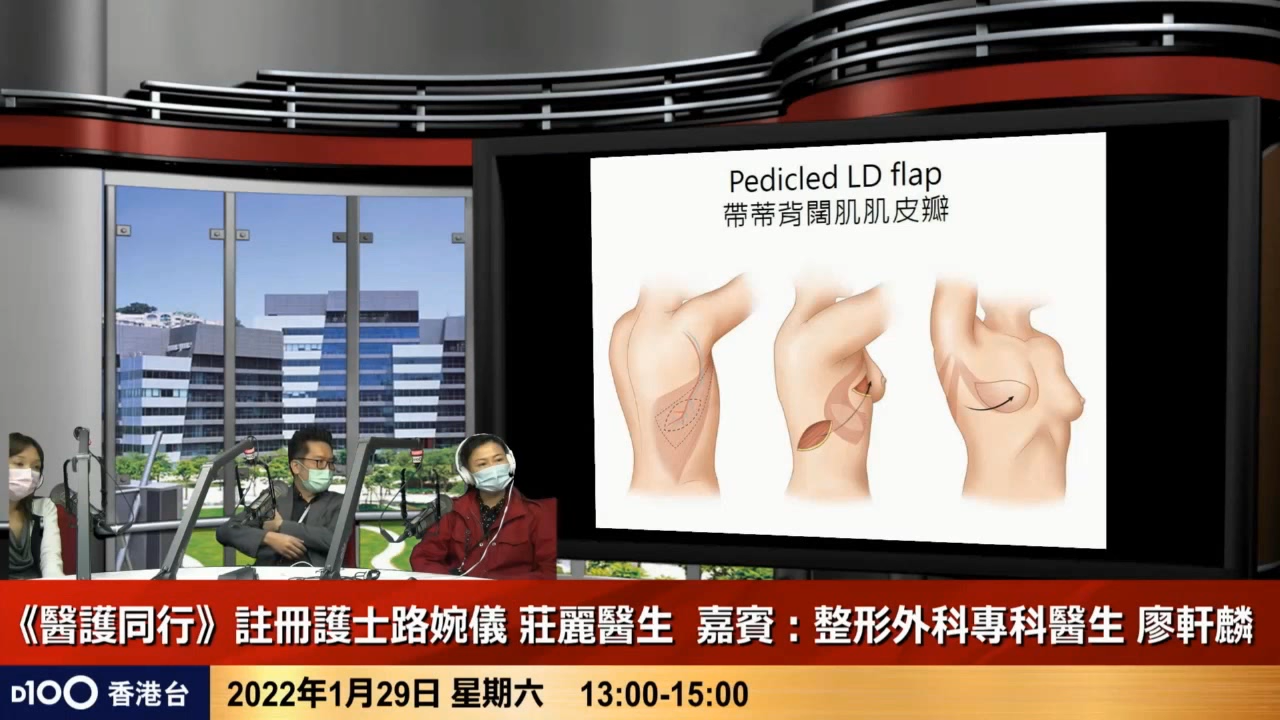 Pedicled LD flap
帶蒂背闊肌肌皮瓣
《醫護同行》 註冊護士路婉儀 莊麗醫生 嘉賓：整形外科專科醫生 廖軒麟
D100 香港台 2022年1月29日 星期六 13:00-15:00